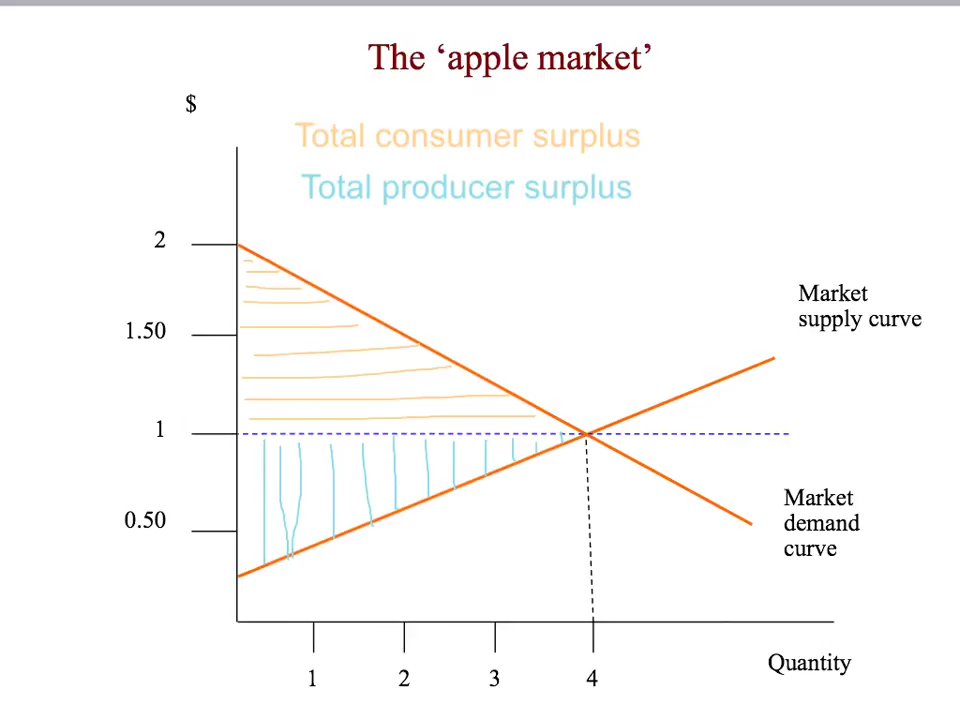 The ‘apple market’
$
Total consumer surplus
Total producer surplus
2
1.50
1
0.50
Market
supply curve
Market
demand
curve
1 2 3 4
Quantity